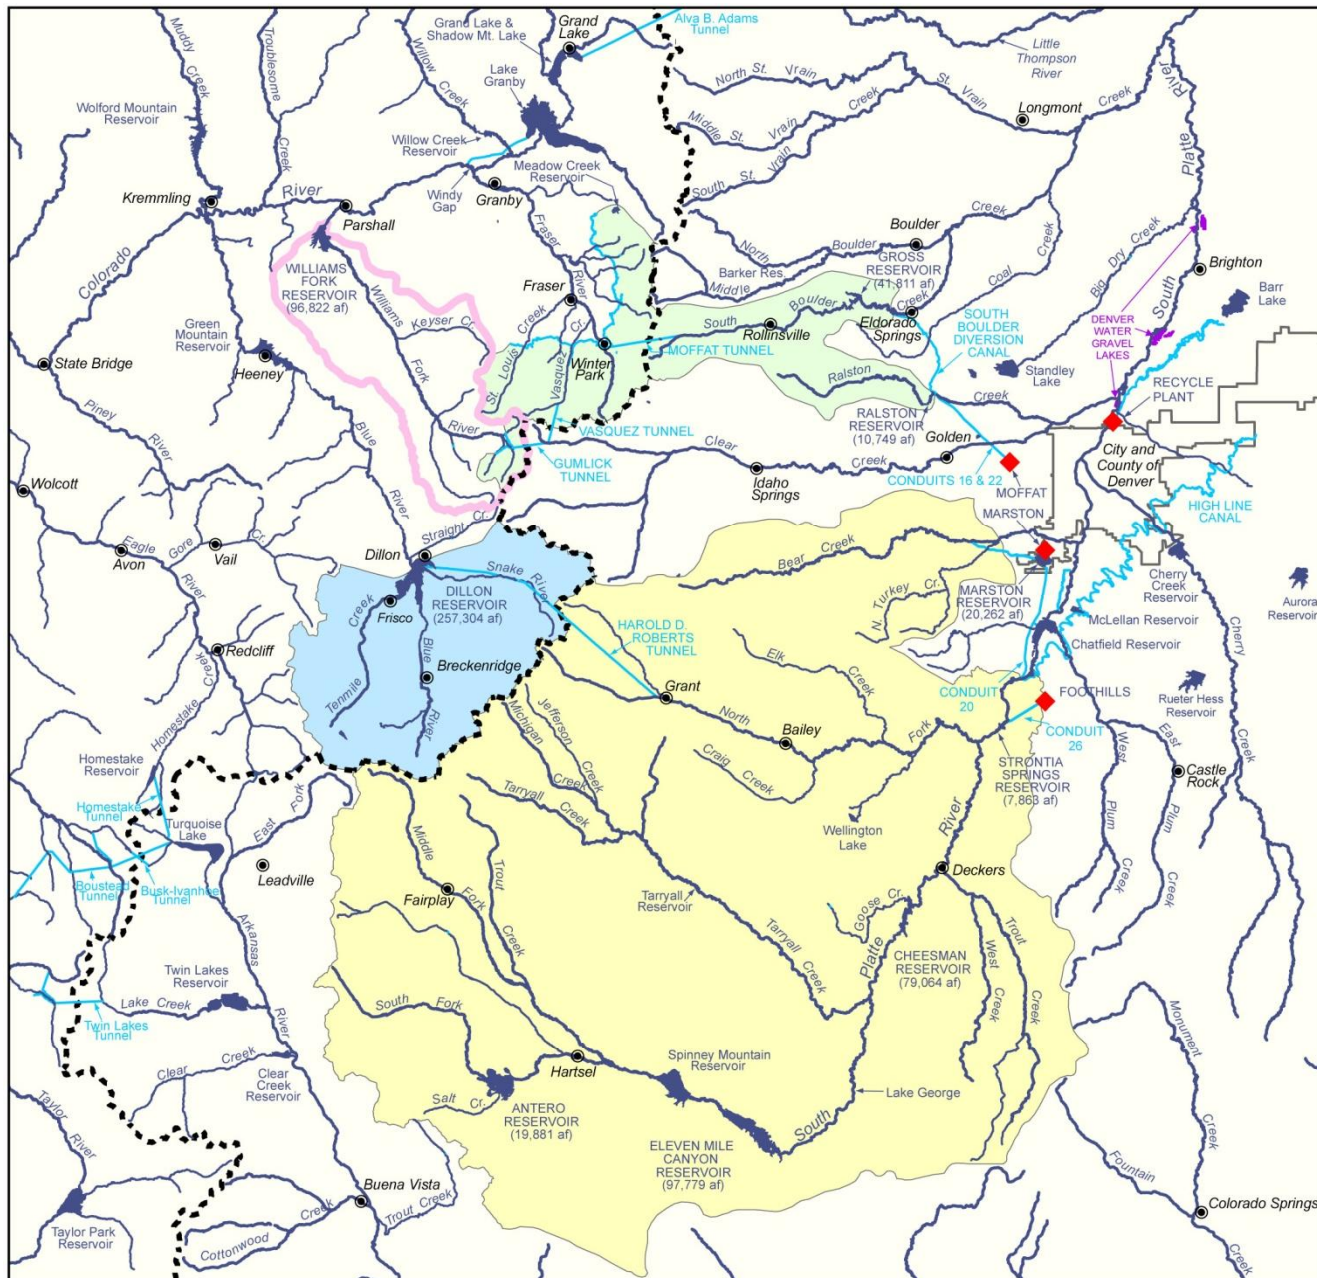 Muddy
Creek
Troublesome
Creek
Willow
Creek
Grand Lake &
Shadow Mt. Lake
Grand
Lake
Alva B. Adams
Tunnel
Little
Thompson
River
River
Platte
South
Wolford Mountain
Reservoir
Lake
Granby
North St. Vrain
St. Vrain
Creek
Longmont
Creek
Middle St. Vrain
South St. Vrain
Willow Creek
Reservoir
Meadow Creek
Reservoir
Windy
Gap
Granby
Kremmling
River
Parshall
Colorado
Fraser
River
Boulder
Creek
North Boulder
Barker Res.
Middle
GROSS
RESERVOIR
(41,811 af)
Coal
Creek
Big Dry Creek
Brighton
Barr
Lake
WILLIAMS
FORK
RESERVOIR
(96,822 af)
Williams
Fork
Keyser Cr.
Fraser
St. Louis
Creek
Vasquez
Cr.
Winter
Park
South
Boulder
Creek
Rollinsville
Eldorado
Springs
SOUTH
BOULDER
DIVERSION
CANAL
DENVER
WATER
GRAVEL
LAKES
Green
Mountain
Reservoir
Heeney
State Bridge
MOFFAT TUNNEL
Standley
Lake
Ralston
Creek
RECYCLE
PLANT
RALSTON
RESERVOIR
(10,749 af)
Piney
River
Blue
River
River
VASQUEZ TUNNEL
GUMLICK
TUNNEL
Clear
Creek
Idaho
Springs
Golden
CONDUITS 16 & 22
MOFFAT
City and
County of
Denver
HIGH LINE
CANAL
Wolcott
Eagle
River
Avon
Gore
Cr.
Vail
Straight Cr.
Dillon
Snake River
DILLON
RESERVOIR
(257,304 af)
Frisco
Tenmile
Creek
Blue
River
Breckenridge
HAROLD D.
ROBERTS
TUNNEL
Bear Creek
N. Turkey Cr.
MARSTON
MARSTON
RESERVOIR
(20,262 af)
Cherry
Creek
Reservoir
Aurora
Reservoir
McLellan Reservoir
Chatfield Reservoir
Cherry
Creek
Redcliff
Homestake
Creek
Grant
North
Fork
Elk
Creek
Bailey
Craig
Creek
CONDUIT
20
FOOTHILLS
CONDUIT
26
Rueter Hess
Reservoir
STRONTIA
SPRINGS
RESERVOIR
(7,863 af)
West
Plum
Creek
East
Plum
Creek
Castle
Rock
Michigan
Creek
Jefferson
Creek
Tarryall
Creek
Homestake
Reservoir
Homestake
Tunnel
Turquoise
Lake
East
Fork
Boustead
Tunnel
Busk-Ivanhoe
Tunnel
Leadville
Middle
Fork
Trout
Creek
Fairplay
Wellington
Lake
River
Deckers
Tarryall
Reservoir
Tarryall
Creek
Goose Cr.
Platte
CHEESMAN
RESERVOIR
(79,064 af)
West
Creek
Trout
Creek
Arkansas
River
Twin Lakes
Reservoir
Lake Creek
Twin Lakes
Tunnel
South Fork
Hartsel
Spinney Mountain
Reservoir
Lake George
Monument
Creek
Clear Creek
Clear
Creek
Reservoir
Salt Cr.
ANTERO
RESERVOIR
(19,881 af)
ELEVEN MILE
CANYON
RESERVOIR
(97,779 af)
South
Taylor
River
Taylor Park
Reservoir
Buena Vista
Creek
Cottonwood
Trout Creek
Fountain
Creek
Colorado Springs